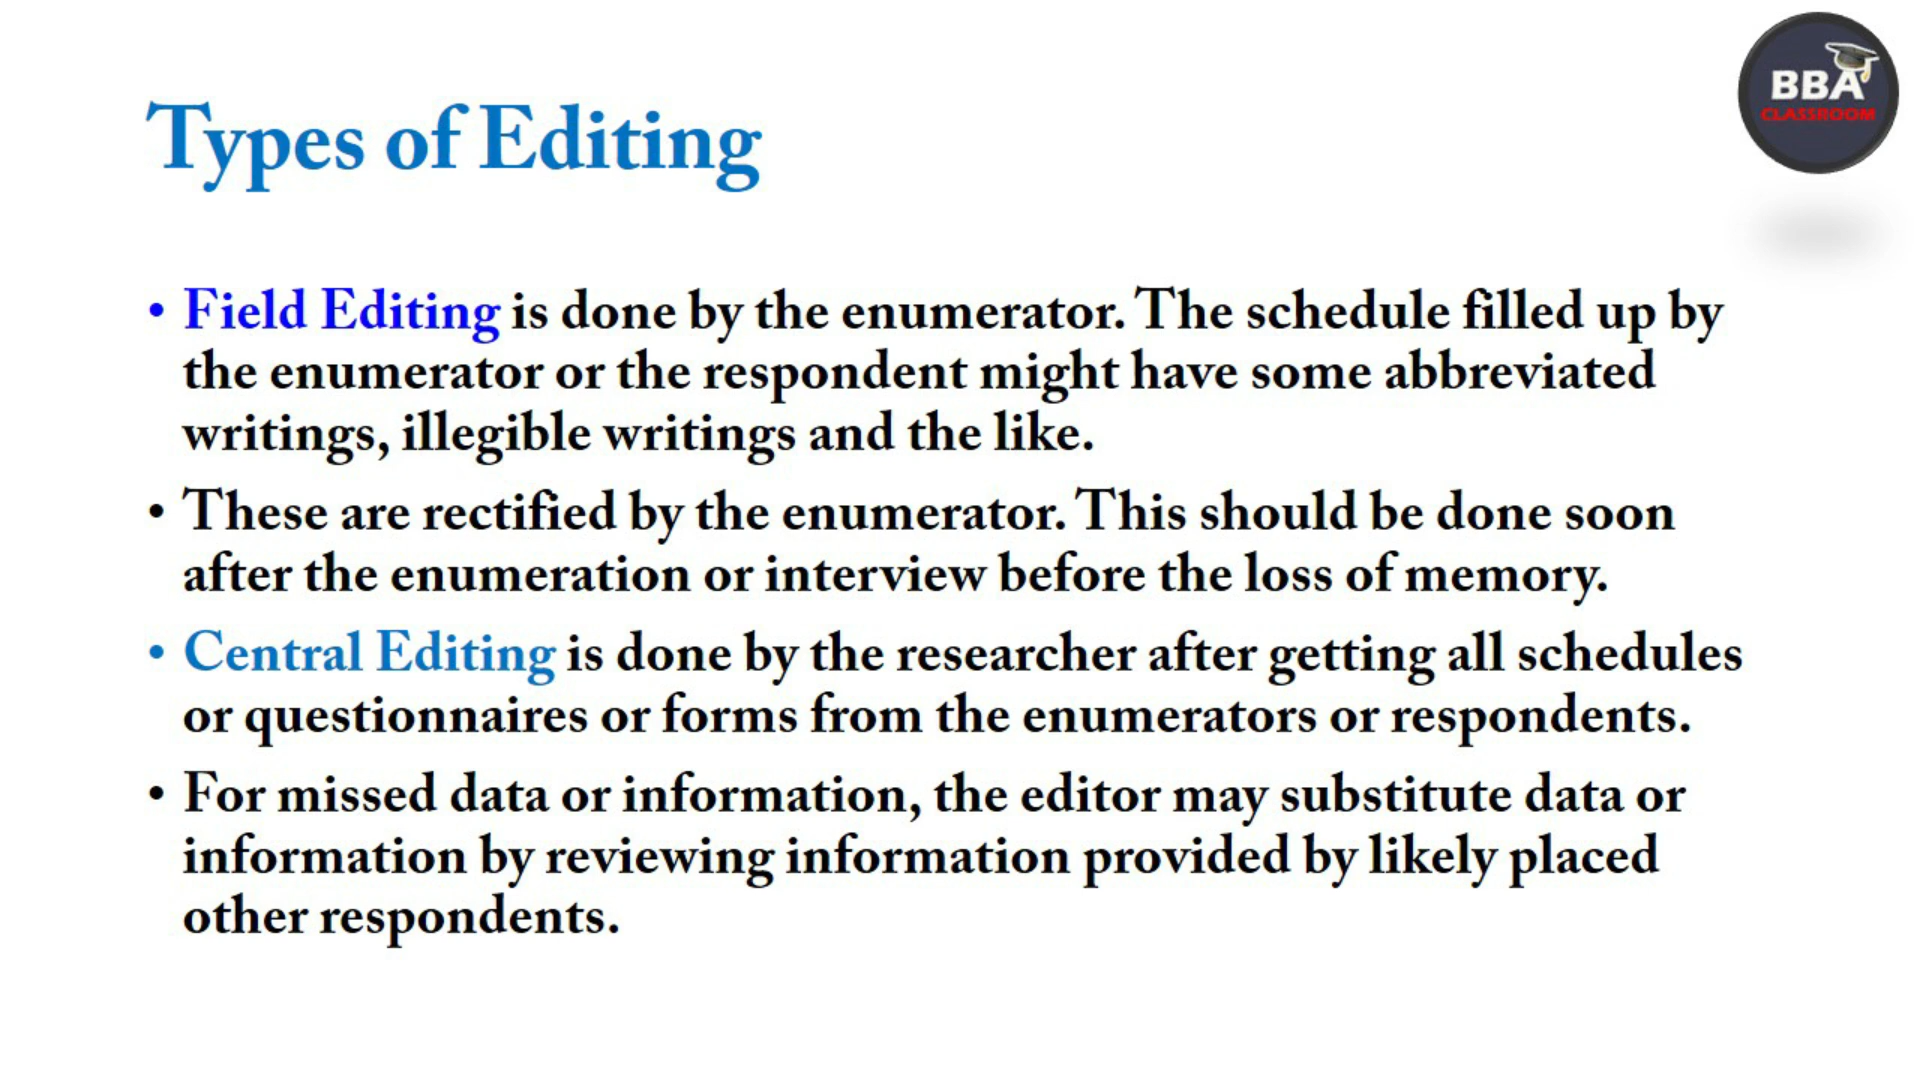 BBA
CLASSROOM
Types of Editing
• Field Editing is done by the enumerator. The schedule filled up by
the enumerator or the respondent might have some abbreviated
writings, illegible writings and the like.
• These are rectified by the enumerator. This should be done soon
after the enumeration or interview before the loss of memory.
• Central Editing is done by the researcher after getting all schedules
or questionnaires or forms from the enumerators or respondents.
• For missed data or information, the editor may substitute data or
information by reviewing information provided by likely placed
other respondents.